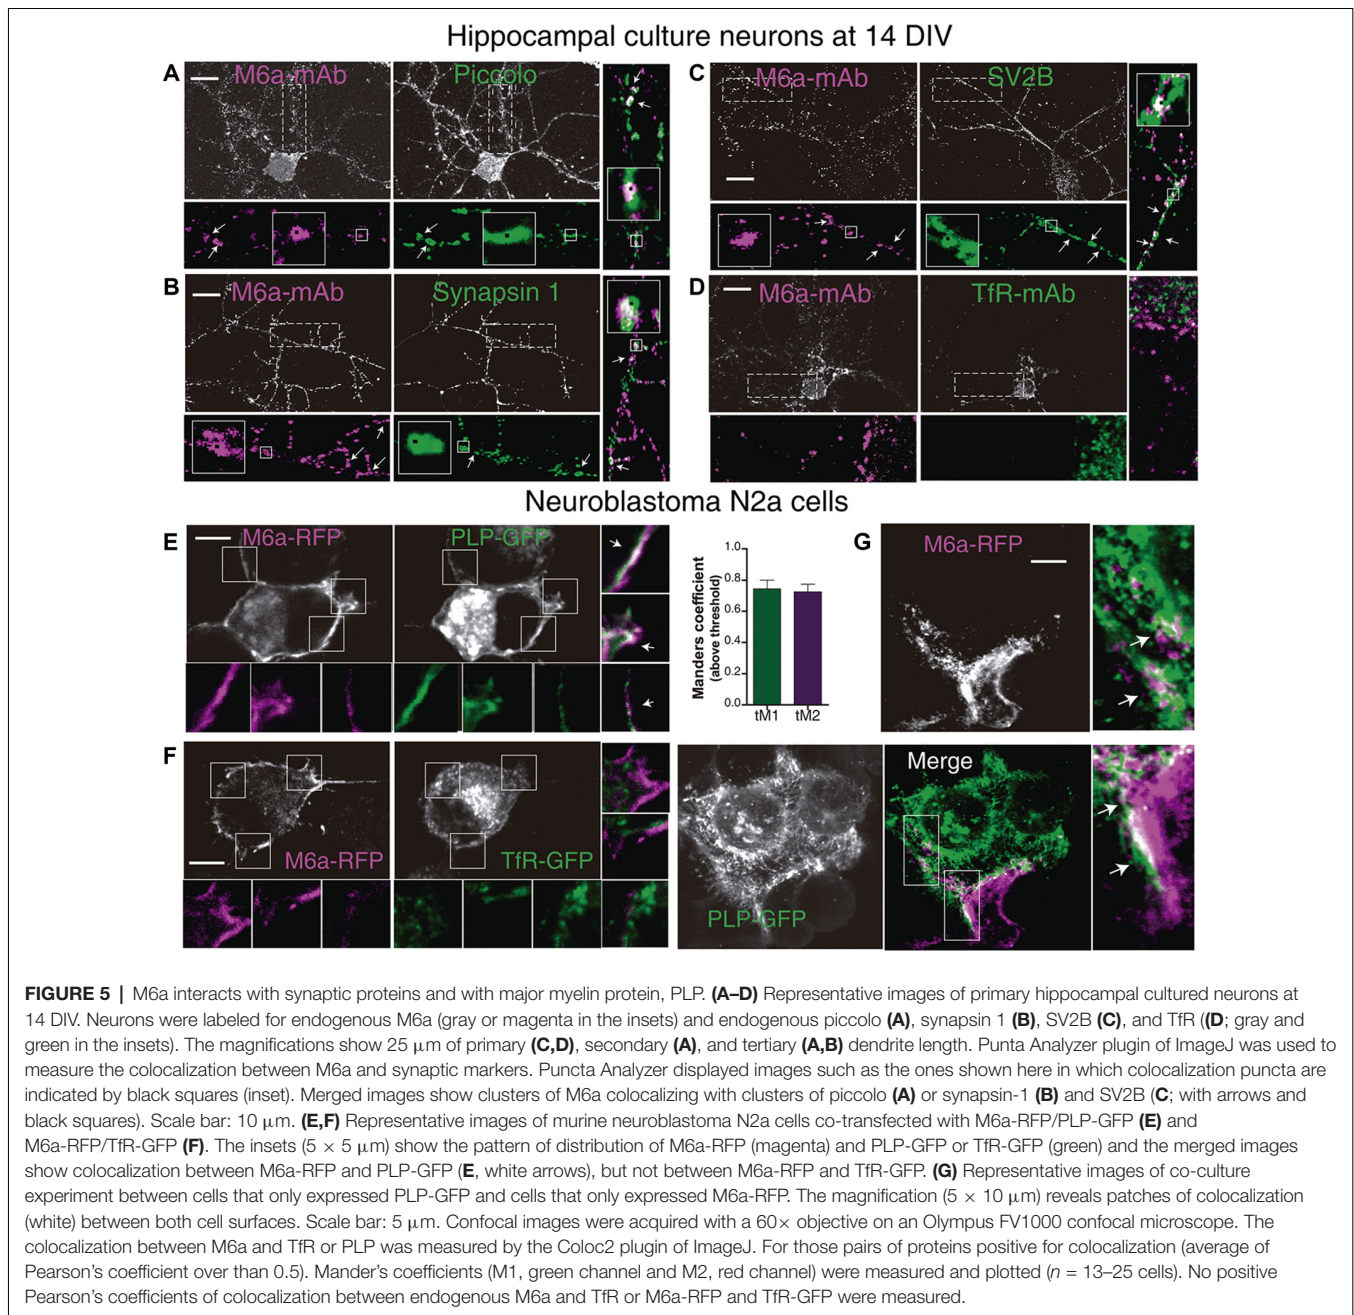 Hippocampal culture neurons at 14 DIV
A
M6a-mAb
Piccolo
C
M6a-mAb
SV2B
B
M6a-mAb
Synapsin 1
D
M6a-mAb
TfR-mAb
Neuroblastoma N2a cells
E
M6a-RFP
PLP-GFP
Manders coefficient
(above threshold)
1.0
0.8
0.6
0.4
0.2
0.0
tM1
tM2
G
M6a-RFP
F
M6a-RFP
TfR-GFP
PLP-GFP
Merge
FIGURE 5 | M6a interacts with synaptic proteins and with major myelin protein, PLP. (A–D) Representative images of primary hippocampal cultured neurons at
14 DIV. Neurons were labeled for endogenous M6a (gray or magenta in the insets) and endogenous piccolo (A), synapsin 1 (B), SV2B (C), and TfR ((D; gray and
green in the insets). The magnifications show 25 μm of primary (C,D), secondary (A), and tertiary (A,B) dendrite length. Punta Analyzer plugin of ImageJ was used to
measure the colocalization between M6a and synaptic markers. Puncta Analyzer displayed images such as the ones shown here in which colocalization puncta are
indicated by black squares (inset). Merged images show clusters of M6a colocalizing with clusters of piccolo (A) or synapsin-1 (B) and SV2B (C; with arrows and
black squares). Scale bar: 10 μm. (E,F) Representative images of murine neuroblastoma N2a cells co-transfected with M6a-RFP/PLP-GFP (E) and
M6a-RFP/TfR-GFP (F). The insets (5 × 5 μm) show the pattern of distribution of M6a-RFP (magenta) and PLP-GFP or TfR-GFP (green) and the merged images
show colocalization between M6a-RFP and PLP-GFP (E, white arrows), but not between M6a-RFP and TfR-GFP. (G) Representative images of co-culture
experiment between cells that only expressed PLP-GFP and cells that only expressed M6a-RFP. The magnification (5 × 10 μm) reveals patches of colocalization
(white) between both cell surfaces. Scale bar: 5 μm. Confocal images were acquired with a 60× objective on an Olympus FV1000 confocal microscope. The
colocalization between M6a and TfR or PLP was measured by the Coloc2 plugin of ImageJ. For those pairs of proteins positive for colocalization (average of
Pearson's coefficient over than 0.5). Mander's coefficients (M1, green channel and M2, red channel) were measured and plotted (n = 13–25 cells). No positive
Pearson's coefficients of colocalization between endogenous M6a and TfR or M6a-RFP and TfR-GFP were measured.